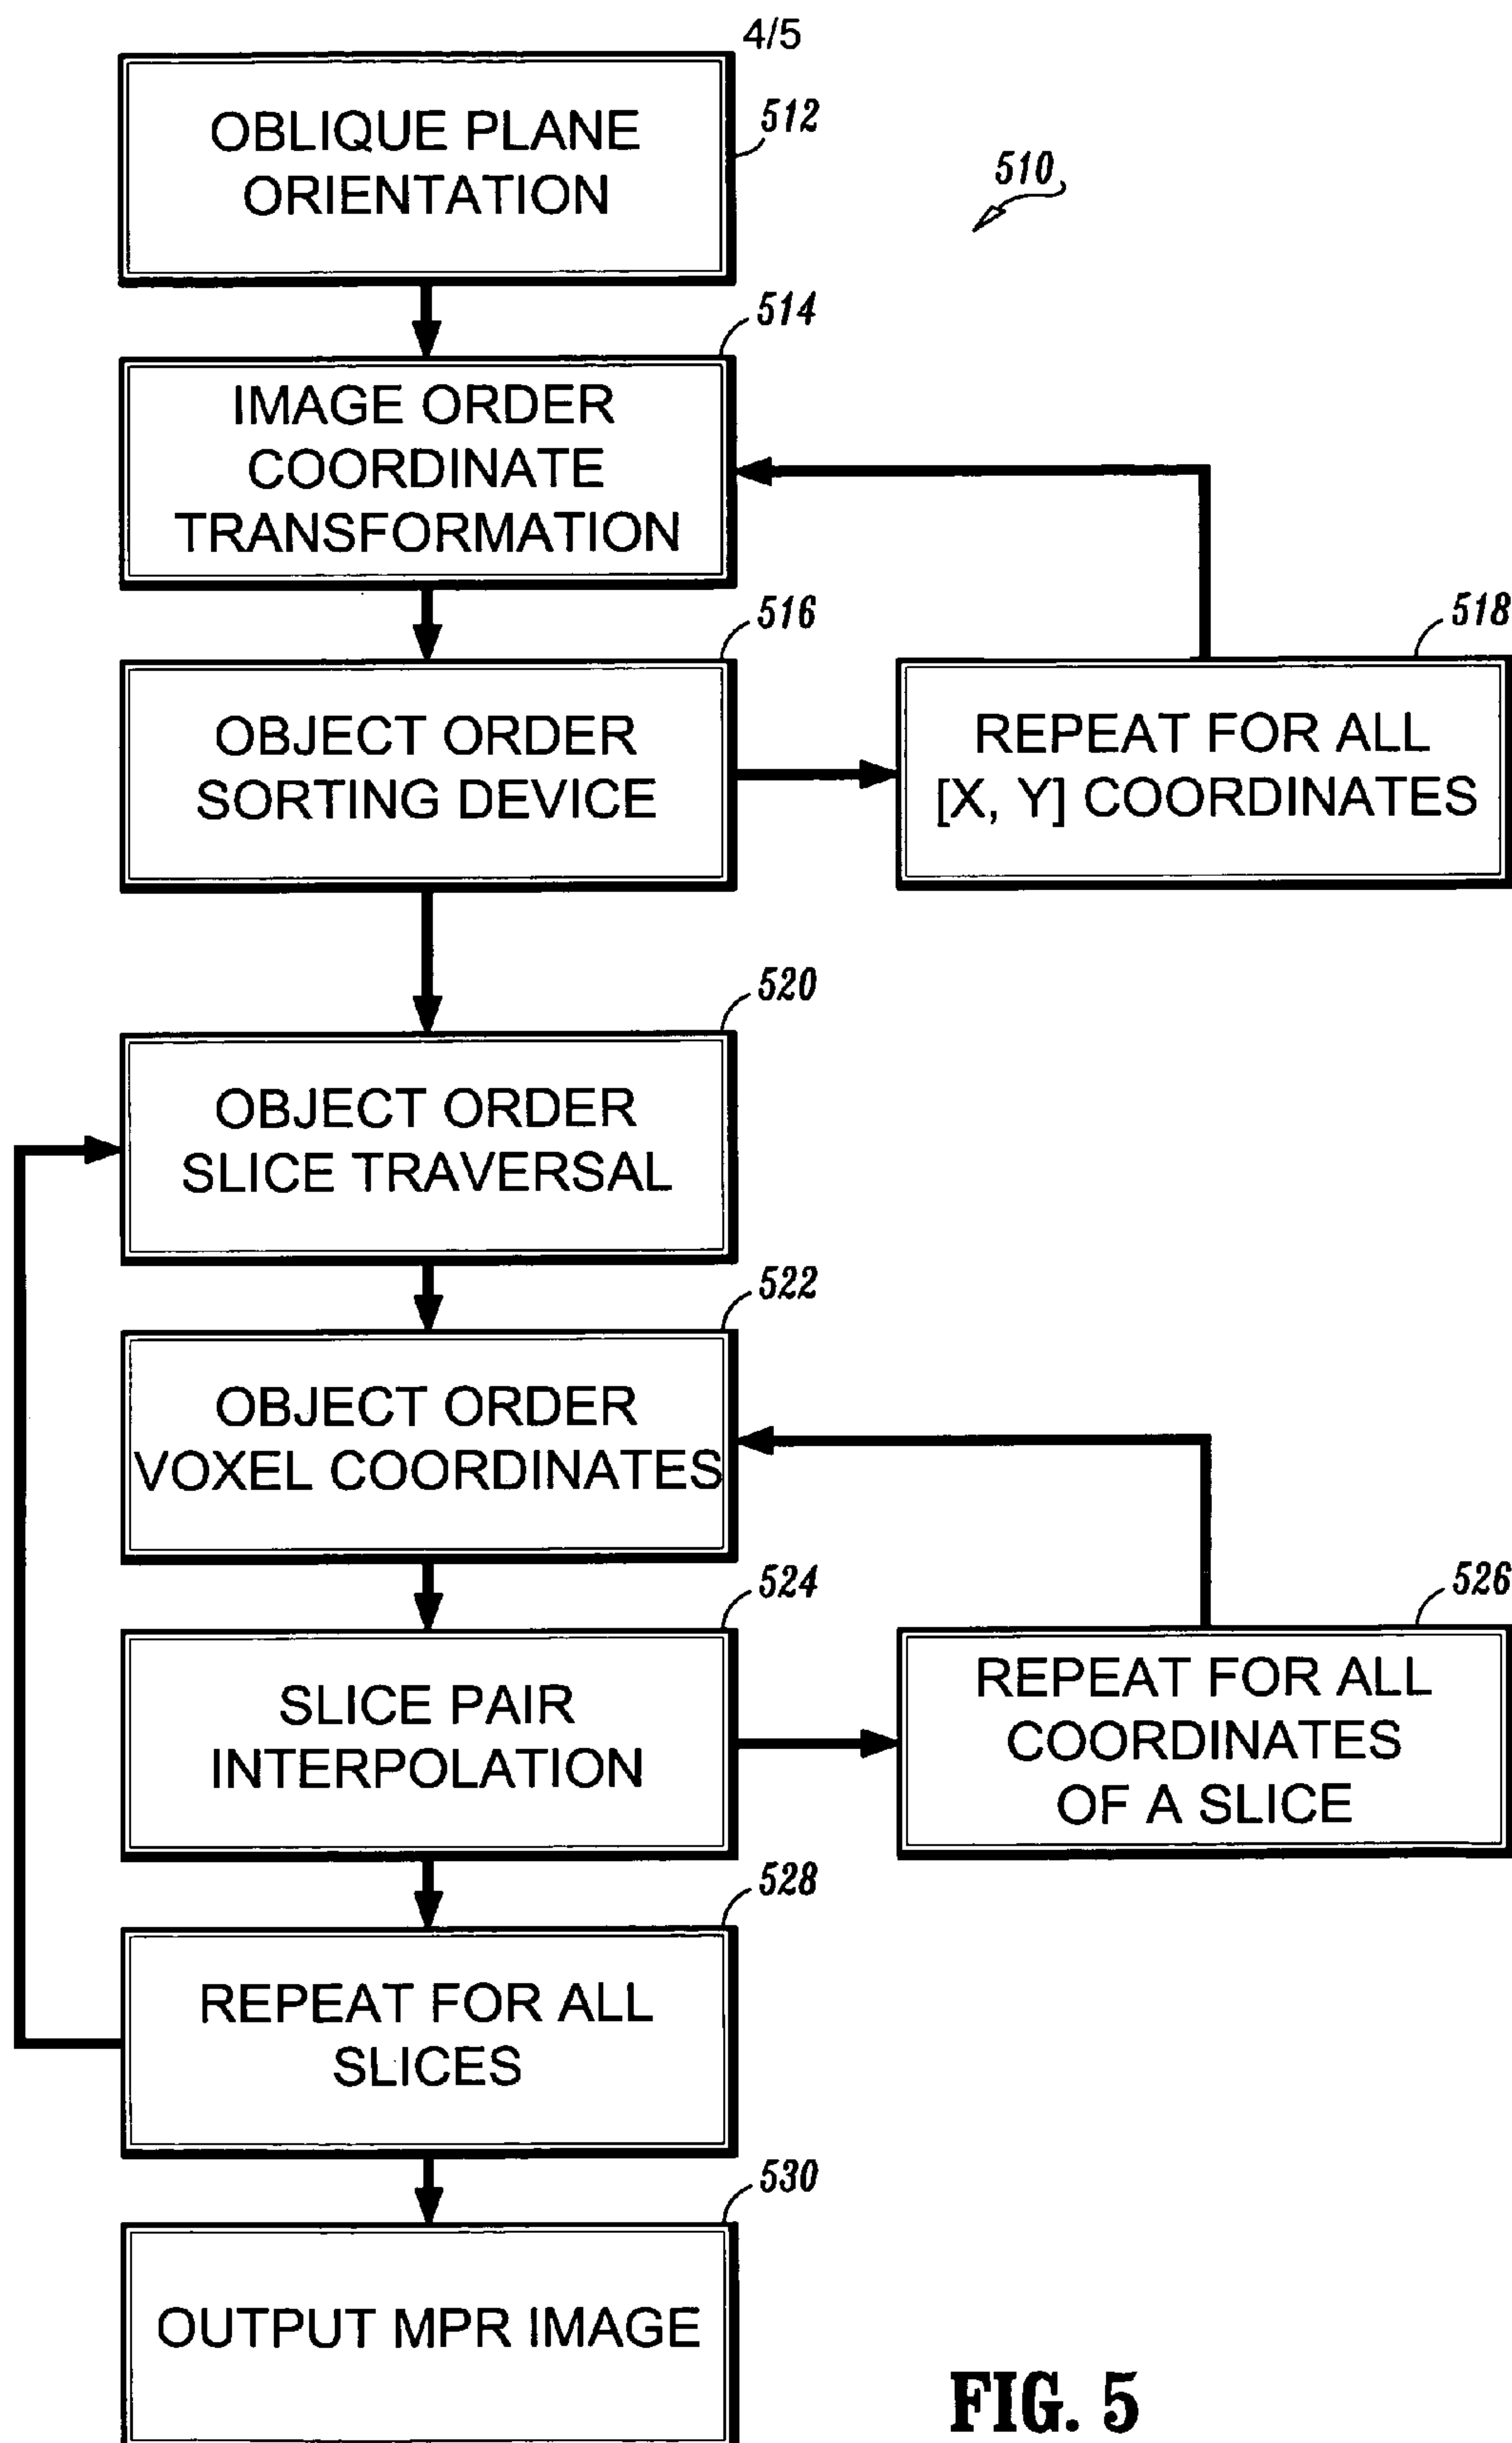 4/5
OBLIQUE PLANE
ORIENTATION
512
510
IMAGE ORDER
COORDINATE
TRANSFORMATION
514
OBJECT ORDER
SORTING DEVICE
516
REPEAT FOR ALL
[X, Y] COORDINATES
518
OBJECT ORDER
SLICE TRAVERSAL
520
OBJECT ORDER
VOXEL COORDINATES
522
SLICE PAIR
INTERPOLATION
524
REPEAT FOR ALL
COORDINATES
OF A SLICE
526
REPEAT FOR ALL
SLICES
528
OUTPUT MPR IMAGE
530
FIG. 5